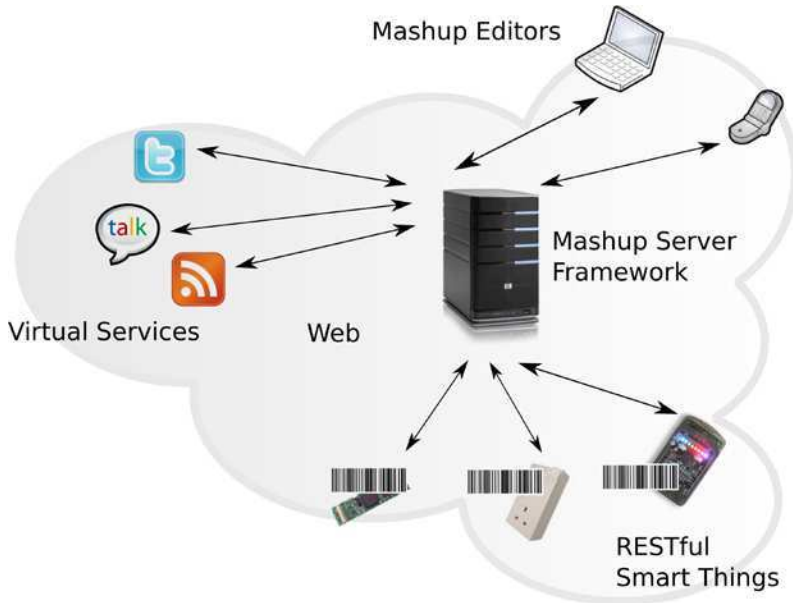 Mashup Editors
t
talk
Mashup Server
Framework
Virtual Services
Web
RESTful
Smart Things